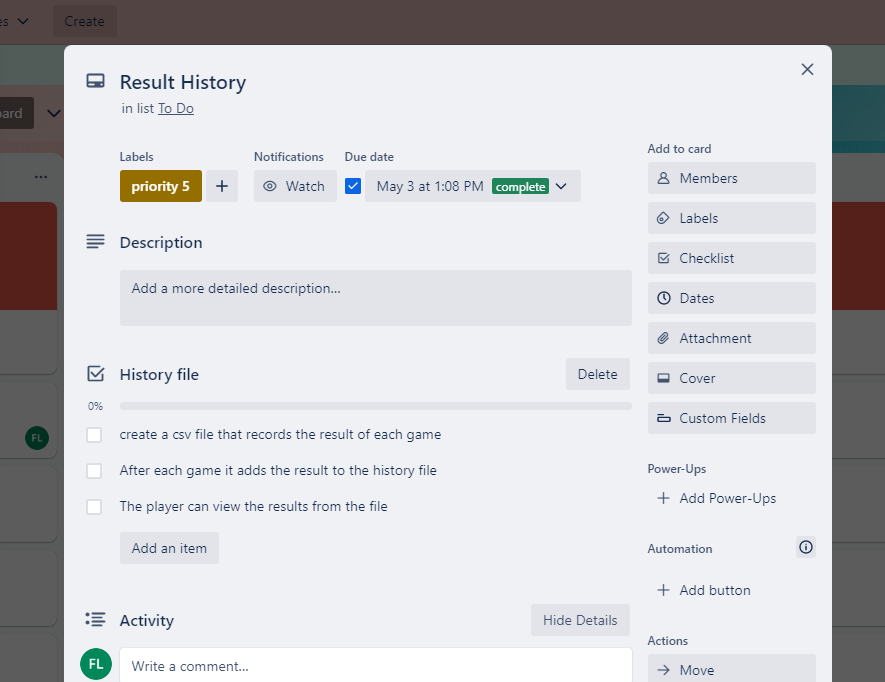 es
Create
ard
Result History
in list To Do
Labels
Notifications
Due date
priority 5
+
Watch
May 3 at 1:08 PM
complete
Description
Add a more detailed description...
History file
Delete
0%
create a csv file that records the result of each game
After each game it adds the result to the history file
The player can view the results from the file
Add an item
Activity
Hide Details
FL
Write a comment...
Add to card
Members
Labels
Checklist
Dates
Attachment
Cover
Custom Fields
Power-Ups
+ Add Power-Ups
Automation
+ Add button
Actions
Move
FL